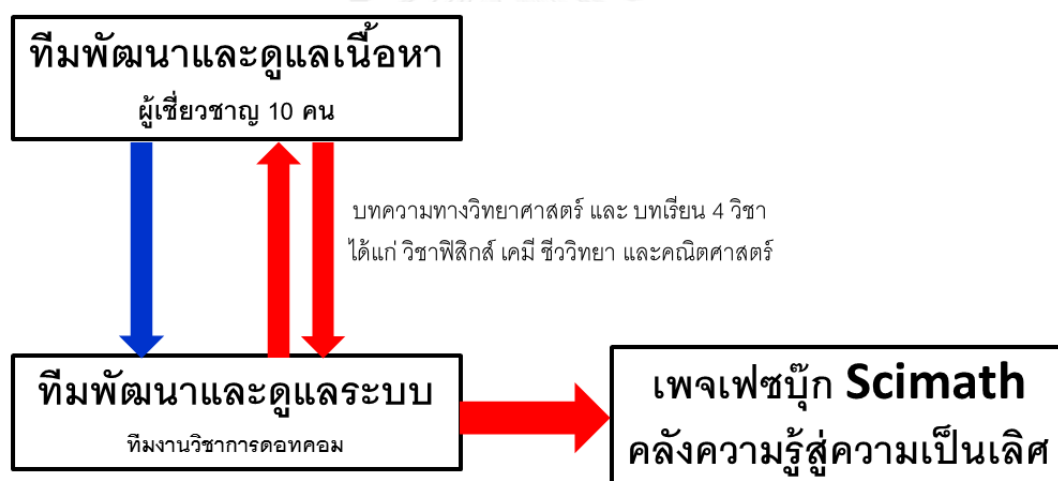 ทีมพัฒนาและดูแลเนื้อหา
ผู้เชี่ยวชาญ 10 คน
บทความทางวิทยาศาสตร์ และ บทเรียน 4 วิชา
ได้แก่ วิชาฟิสิกส์ เคมี ชีววิทยา และคณิตศาสตร์
ทีมพัฒนาและดูแลระบบ
ทีมงานวิชาการดอทคอม
เพจเฟซบุ๊ก Scimath
คลังความรู้สู่ความเป็นเลิศ